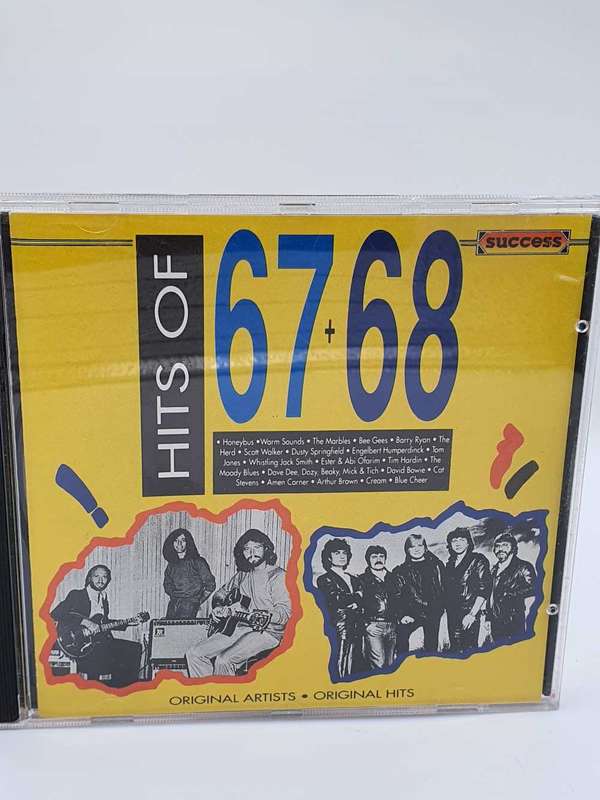 success
HITS OF
67+68
• Honeybus • Warm Sounds • The Marbles • Bee Gees • Barry Ryan • The
Herd • Scott Walker • Dusty Springfield • Engelbert Humperdinck • Tom
Jones • Whistling Jack Smith • Ester & Abi Ofarim • Tim Hardin • The
Moody Blues • Dave Dee, Dozy, Beaky, Mick & Tich • David Bowie • Cat
Stevens • Amen Corner • Arthur Brown • Cream • Blue Cheer
ORIGINAL ARTISTS • ORIGINAL HITS